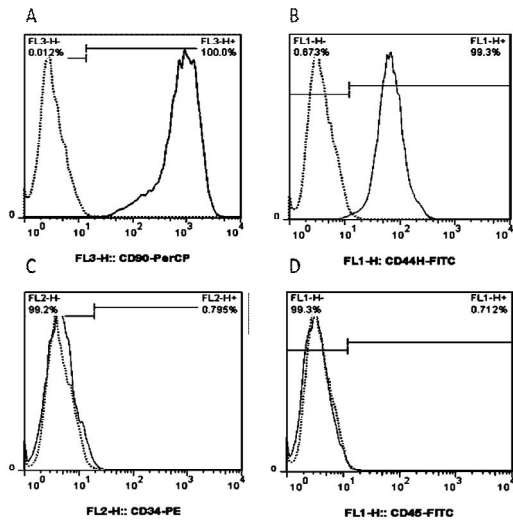 A
FL3-H-
0.012%
FL3-H+
100.0%
0
10^0 10^1 10^2 10^3 10^4
FL3-H:: CD90-PerCP
B
FL1-H-
0.673%
FL1-H+
99.3%
0
10^0 10^1 10^2 10^3 10^4
FL1-H: CD44H-FITC
C
FL2-H-
99.2%
FL2-H+
0.795%
0
10^0 10^1 10^2 10^3 10^4
FL2-H:: CD34-PE
D
FL1-H-
99.3%
FL1-H+
0.712%
0
10^0 10^1 10^2 10^3 10^4
FL1-H:: CD45-FITC